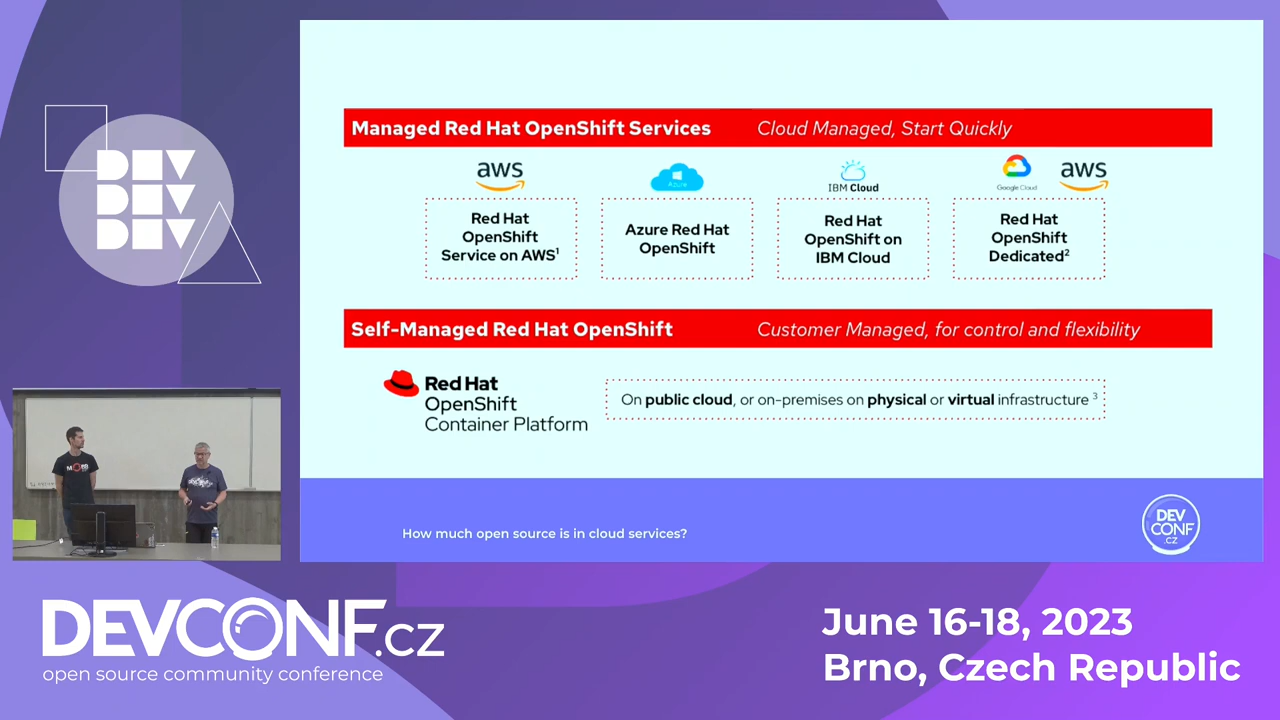 DEV
DEV
DEV
Managed Red Hat OpenShift Services
Cloud Managed, Start Quickly
aws
Azure
IBM Cloud
Google Cloud
aws
Red Hat
OpenShift
Service on AWS¹
Azure Red Hat
OpenShift
Red Hat
OpenShift on
IBM Cloud
Red Hat
OpenShift
Dedicated²
Self-Managed Red Hat OpenShift
Customer Managed, for control and flexibility
Red Hat
OpenShift
Container Platform
On public cloud, or on-premises on physical or virtual infrastructure ³
How much open source is in cloud services?
DEV
CONF
.CZ
DEVCONF.cz
open source community conference
June 16-18, 2023
Brno, Czech Republic